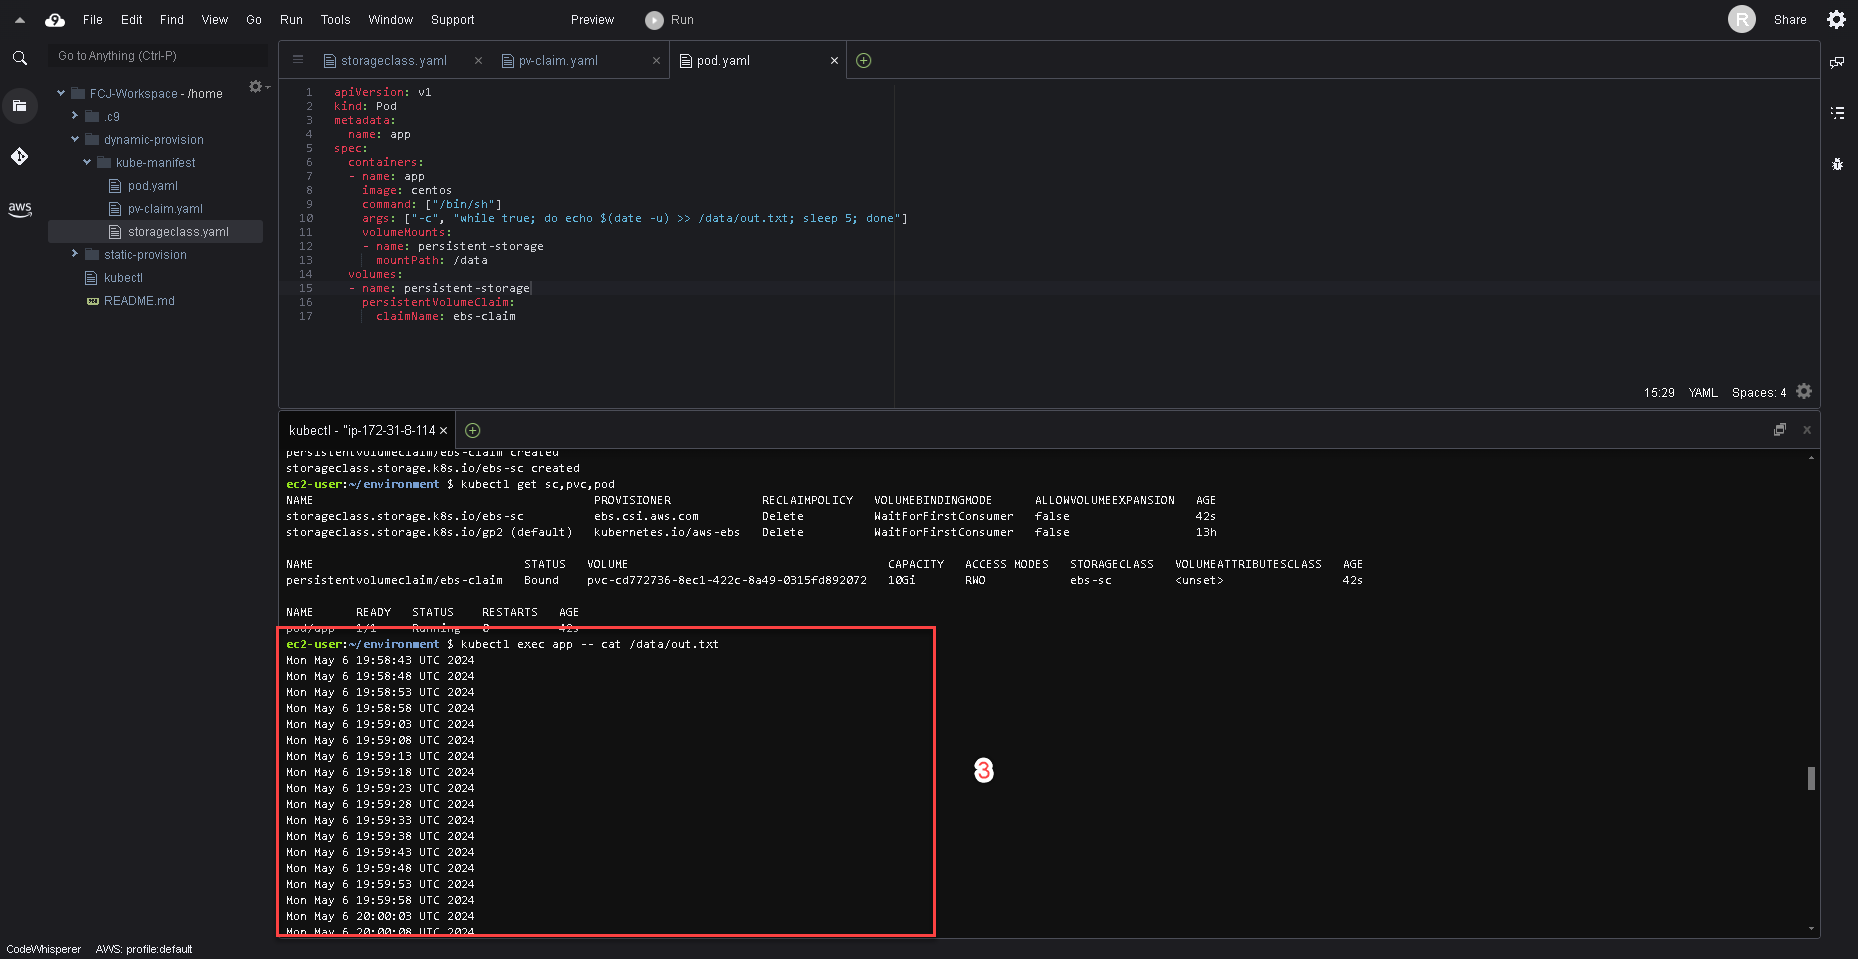 File Edit Find View Go Run Tools Window Support Preview Run R Share
Go to Anything (Ctrl-P)
FCJ-Workspace - /home
.c9
dynamic-provision
kube-manifest
pod.yaml
pv-claim.yaml
storageclass.yaml
static-provision
kubectl
README.md
aws
storageclass.yaml pv-claim.yaml pod.yaml
1 apiVersion: v1
2 kind: Pod
3 metadata:
4 name: app
5 spec:
6 containers:
7 - name: app
8 image: centos
9 command: ["/bin/sh"]
10 args: ["-c", "while true; do echo $(date -u) >> /data/out.txt; sleep 5; done"]
11 volumeMounts:
12 - name: persistent-storage
13 mountPath: /data
14 volumes:
15 - name: persistent-storage
16 persistentVolumeClaim:
17 claimName: ebs-claim
15:29 YAML Spaces: 4
kubectl - "ip-172-31-8-114
persistentvolumeclaim/ebs-claim created
storageclass.storage.k8s.io/ebs-sc created
ec2-user:~/environment $ kubectl get sc,pvc,pod
NAME PROVISIONER RECLAIMPOLICY VOLUMEBINDINGMODE ALLOWVOLUMEEXPANSION AGE
storageclass.storage.k8s.io/ebs-sc ebs.csi.aws.com Delete WaitForFirstConsumer false 42s
storageclass.storage.k8s.io/gp2 (default) kubernetes.io/aws-ebs Delete WaitForFirstConsumer false 13h
NAME STATUS VOLUME CAPACITY ACCESS MODES STORAGECLASS VOLUMEATTRIBUTESCLASS AGE
persistentvolumeclaim/ebs-claim Bound pvc-cd772736-8ec1-422c-8a49-0315fd892072 10Gi RWO ebs-sc <unset> 42s
NAME READY STATUS RESTARTS AGE
pod/app 1/1 Running 0 42s
ec2-user:~/environment $ kubectl exec app -- cat /data/out.txt
Mon May 6 19:58:43 UTC 2024
Mon May 6 19:58:48 UTC 2024
Mon May 6 19:58:53 UTC 2024
Mon May 6 19:58:58 UTC 2024
Mon May 6 19:59:03 UTC 2024
Mon May 6 19:59:08 UTC 2024
Mon May 6 19:59:13 UTC 2024
Mon May 6 19:59:18 UTC 2024
Mon May 6 19:59:23 UTC 2024
Mon May 6 19:59:28 UTC 2024
Mon May 6 19:59:33 UTC 2024
Mon May 6 19:59:38 UTC 2024
Mon May 6 19:59:43 UTC 2024
Mon May 6 19:59:48 UTC 2024
Mon May 6 19:59:53 UTC 2024
Mon May 6 19:59:58 UTC 2024
Mon May 6 20:00:03 UTC 2024
Mon May 6 20:00:08 UTC 2024
3
CodeWhisperer AWS: profile:default